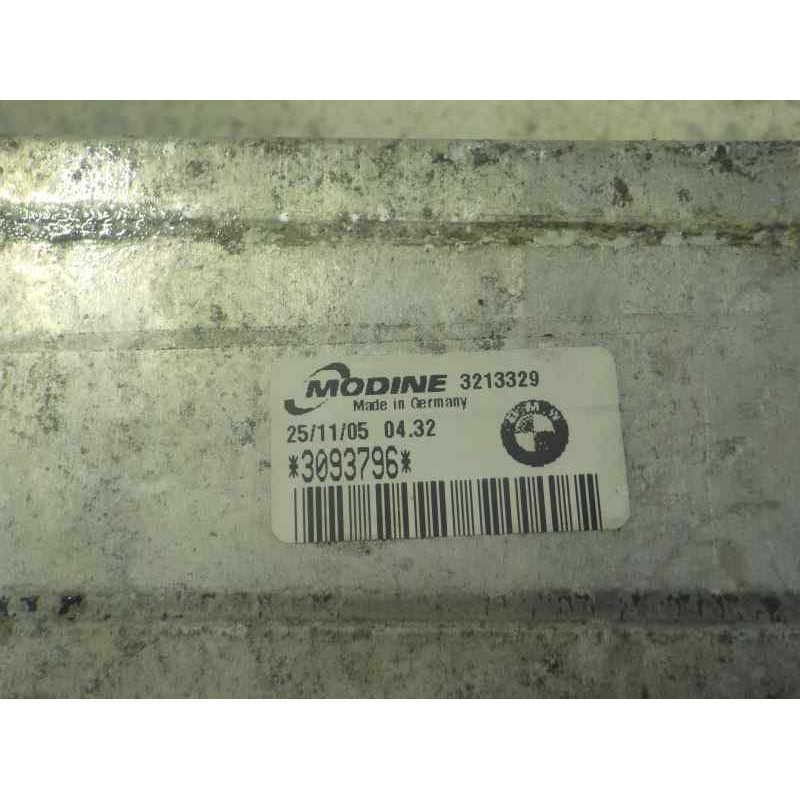 MODINE 3213329
Made in Germany
BMW
25/11/05 04.32
*3093796*